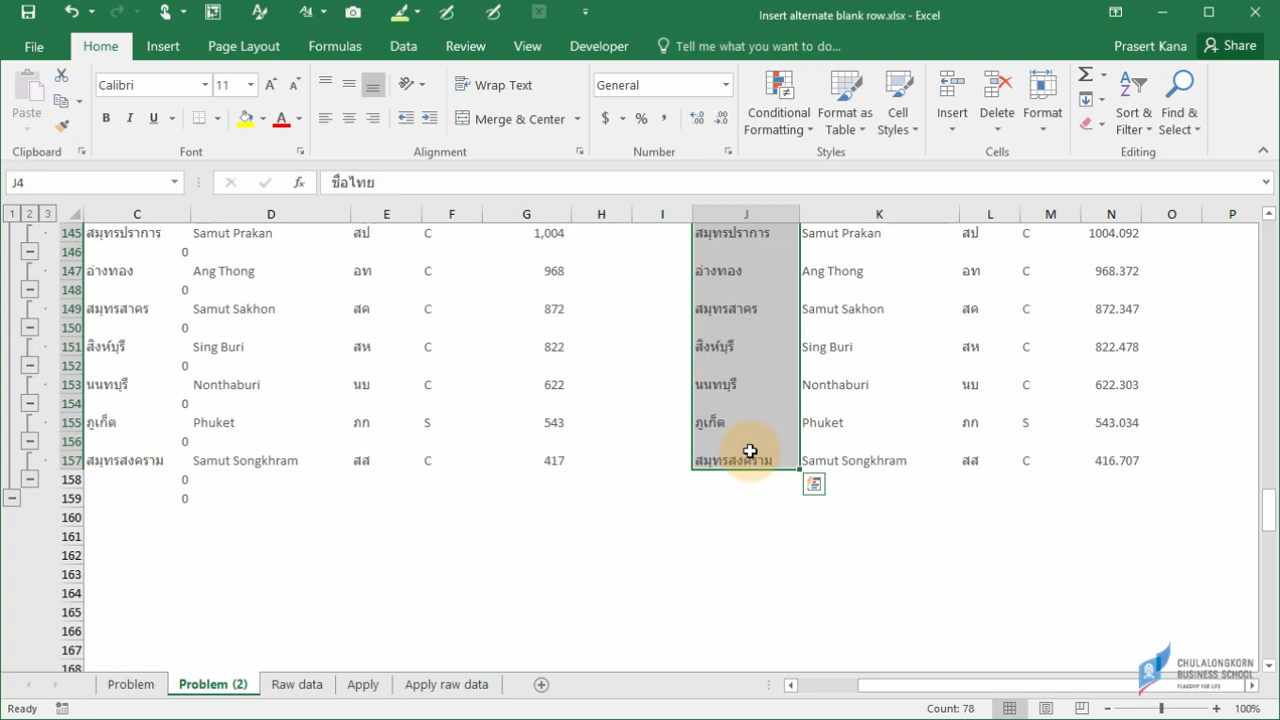 Insert alternate blank row.xlsx - Excel
File Home Insert Page Layout Formulas Data Review View Developer Tell me what you want to do... Prasert Kana Share
Paste
Clipboard
Calibri 11
B I U
Font
Wrap Text
Merge & Center
Alignment
General
$ % ,
Number
Conditional Formatting
Format as Table
Cell Styles
Styles
Insert Delete Format
Cells
Sort & Filter
Find & Select
Editing
J4 fx ชื่อไทย
1 2 3 C D E F G H I J K L M N O P
145 สมุทรปราการ Samut Prakan สป C 1,004 สมุทรปราการ Samut Prakan สป C 1004.092
146 0
147 อ่างทอง Ang Thong อท C 968 อ่างทอง Ang Thong อท C 968.372
148 0
149 สมุทรสาคร Samut Sakhon สค C 872 สมุทรสาคร Samut Sakhon สค C 872.347
150 0
151 สิงห์บุรี Sing Buri สห C 822 สิงห์บุรี Sing Buri สห C 822.478
152 0
153 นนทบุรี Nonthaburi นบ C 622 นนทบุรี Nonthaburi นบ C 622.303
154 0
155 ภูเก็ต Phuket ภก S 543 ภูเก็ต Phuket ภก S 543.034
156 0
157 สมุทรสงคราม Samut Songkhram สส C 417 สมุทรสงคราม Samut Songkhram สส C 416.707
158 0
159 0
160
161
162
163
164
165
166
167
168
CHULALONGKORN
BUSINESS SCHOOL
FLAGSHIP FOR LIFE
Problem Problem (2) Raw data Apply Apply raw data
Ready Count: 78 100%